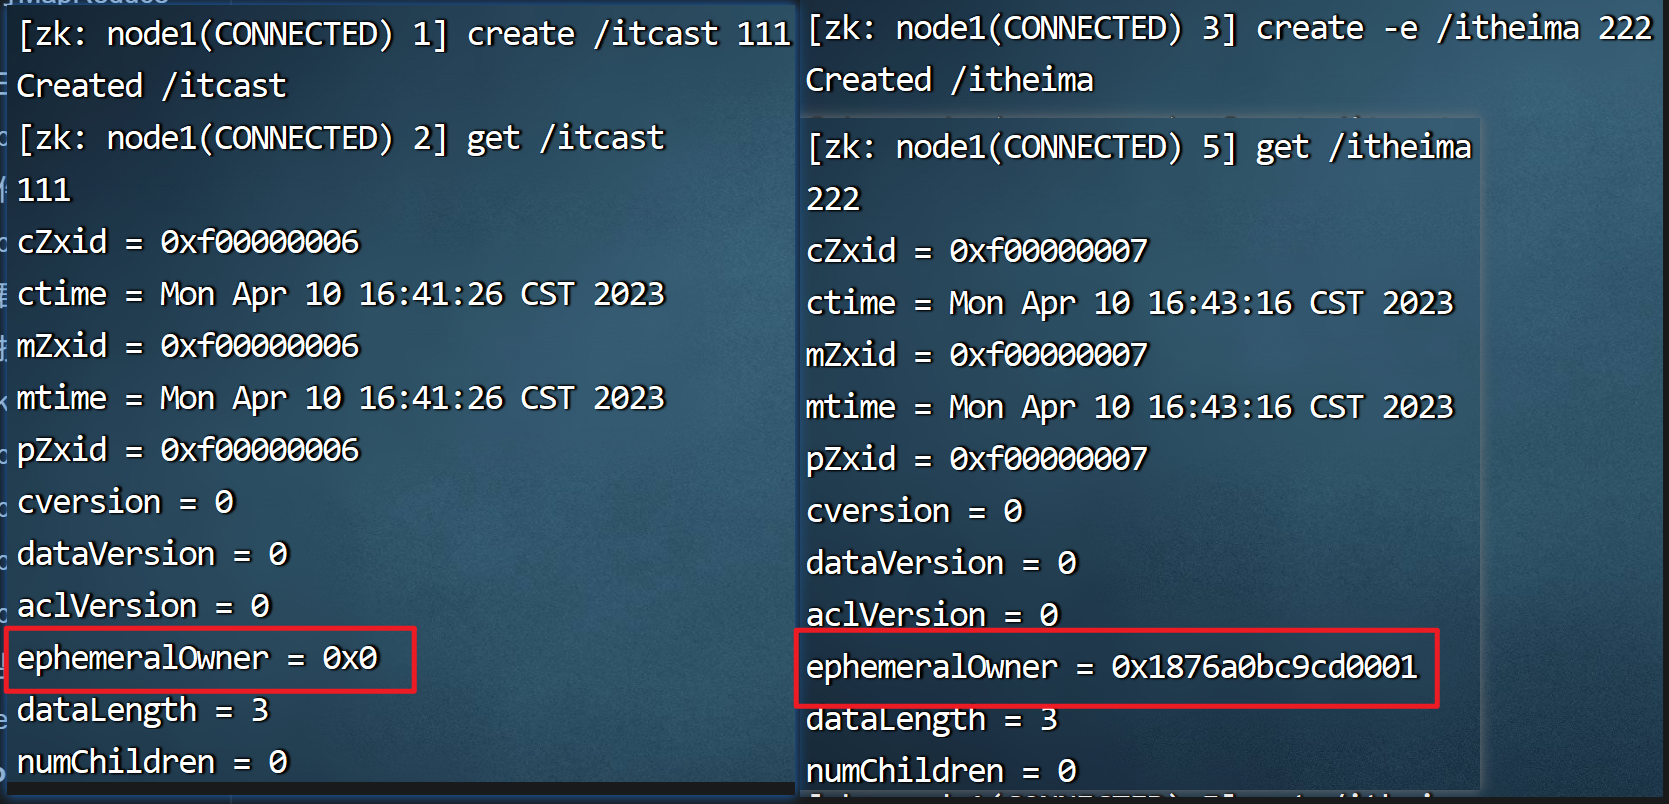 [zk: node1(CONNECTED) 1] create /itcast 111
Created /itcast
[zk: node1(CONNECTED) 2] get /itcast
111
cZxid = 0xf00000006
ctime = Mon Apr 10 16:41:26 CST 2023
mZxid = 0xf00000006
mtime = Mon Apr 10 16:41:26 CST 2023
pZxid = 0xf00000006
cversion = 0
dataVersion = 0
aclVersion = 0
ephemeralOwner = 0x0
dataLength = 3
numChildren = 0
[zk: node1(CONNECTED) 3] create -e /itheima 222
Created /itheima
[zk: node1(CONNECTED) 5] get /itheima
222
cZxid = 0xf00000007
ctime = Mon Apr 10 16:43:16 CST 2023
mZxid = 0xf00000007
mtime = Mon Apr 10 16:43:16 CST 2023
pZxid = 0xf00000007
cversion = 0
dataVersion = 0
aclVersion = 0
ephemeralOwner = 0x1876a0bc9cd0001
dataLength = 3
numChildren = 0